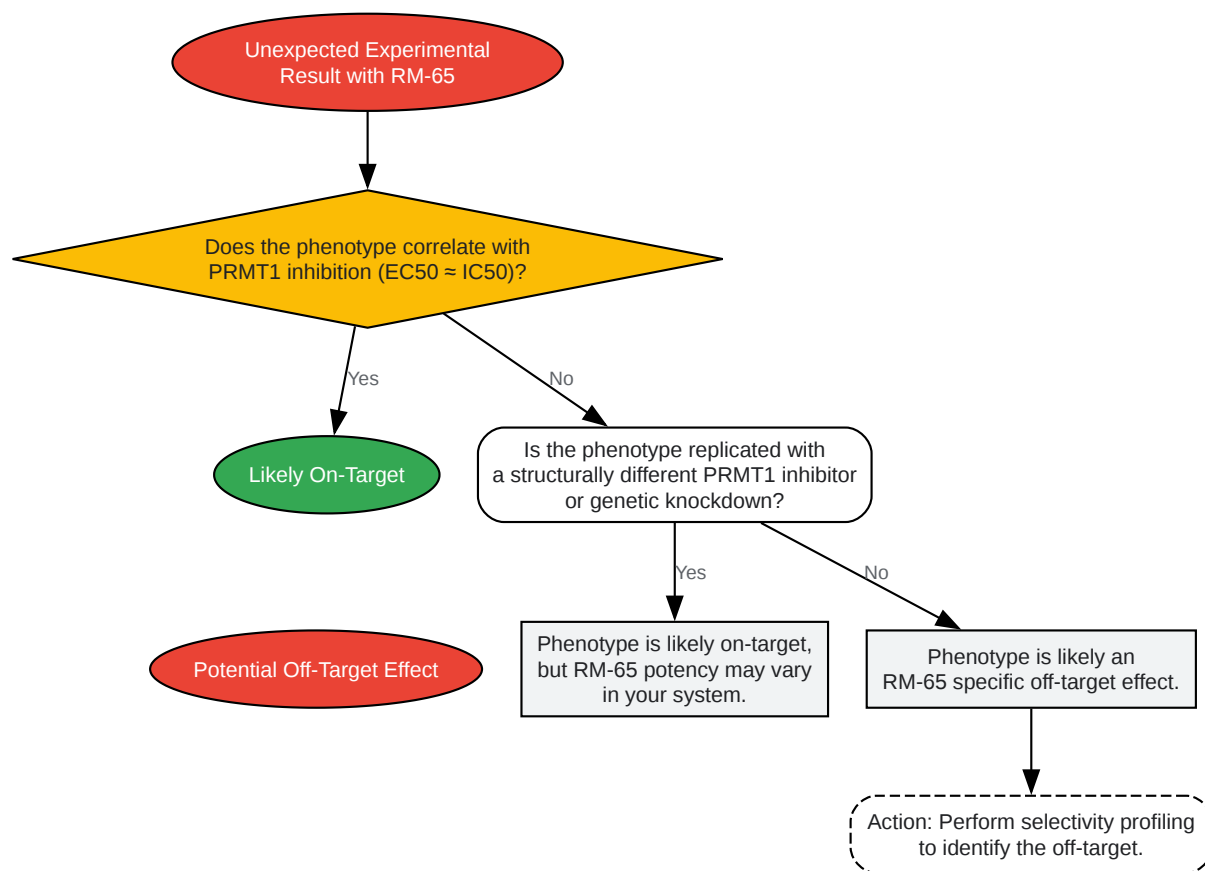 Unexpected Experimental
Result with RM-65
Does the phenotype correlate with
PRMT1 inhibition (EC50 ≈ IC50)?
Yes
No
Likely On-Target
Is the phenotype replicated with
a structurally different PRMT1 inhibitor
or genetic knockdown?
Yes
No
Potential Off-Target Effect
Phenotype is likely on-target,
but RM-65 potency may vary
in your system.
Phenotype is likely an
RM-65 specific off-target effect.
Action: Perform selectivity profiling
to identify the off-target.